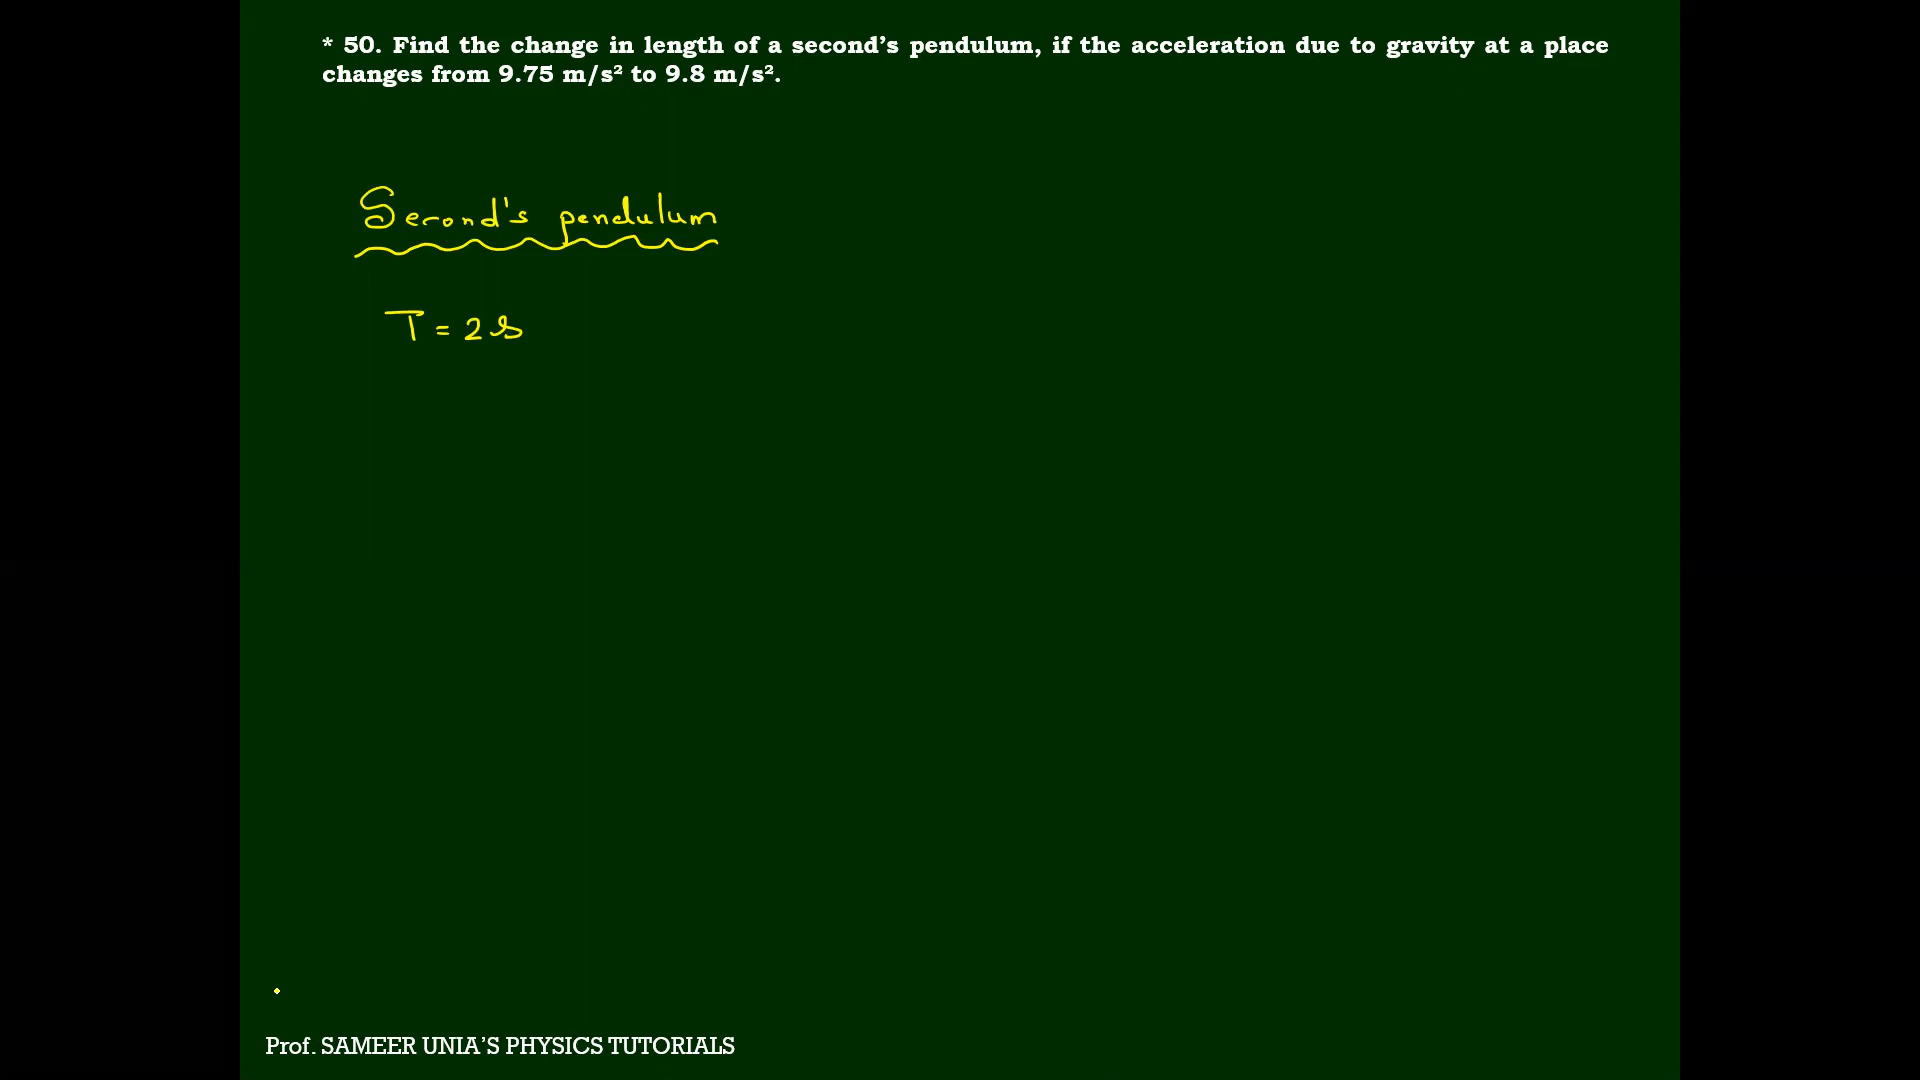 * 50. Find the change in length of a second’s pendulum, if the acceleration due to gravity at a place
changes from 9.75 m/s² to 9.8 m/s².
Second's pendulum
T = 2 s
Prof. SAMEER UNIA’S PHYSICS TUTORIALS